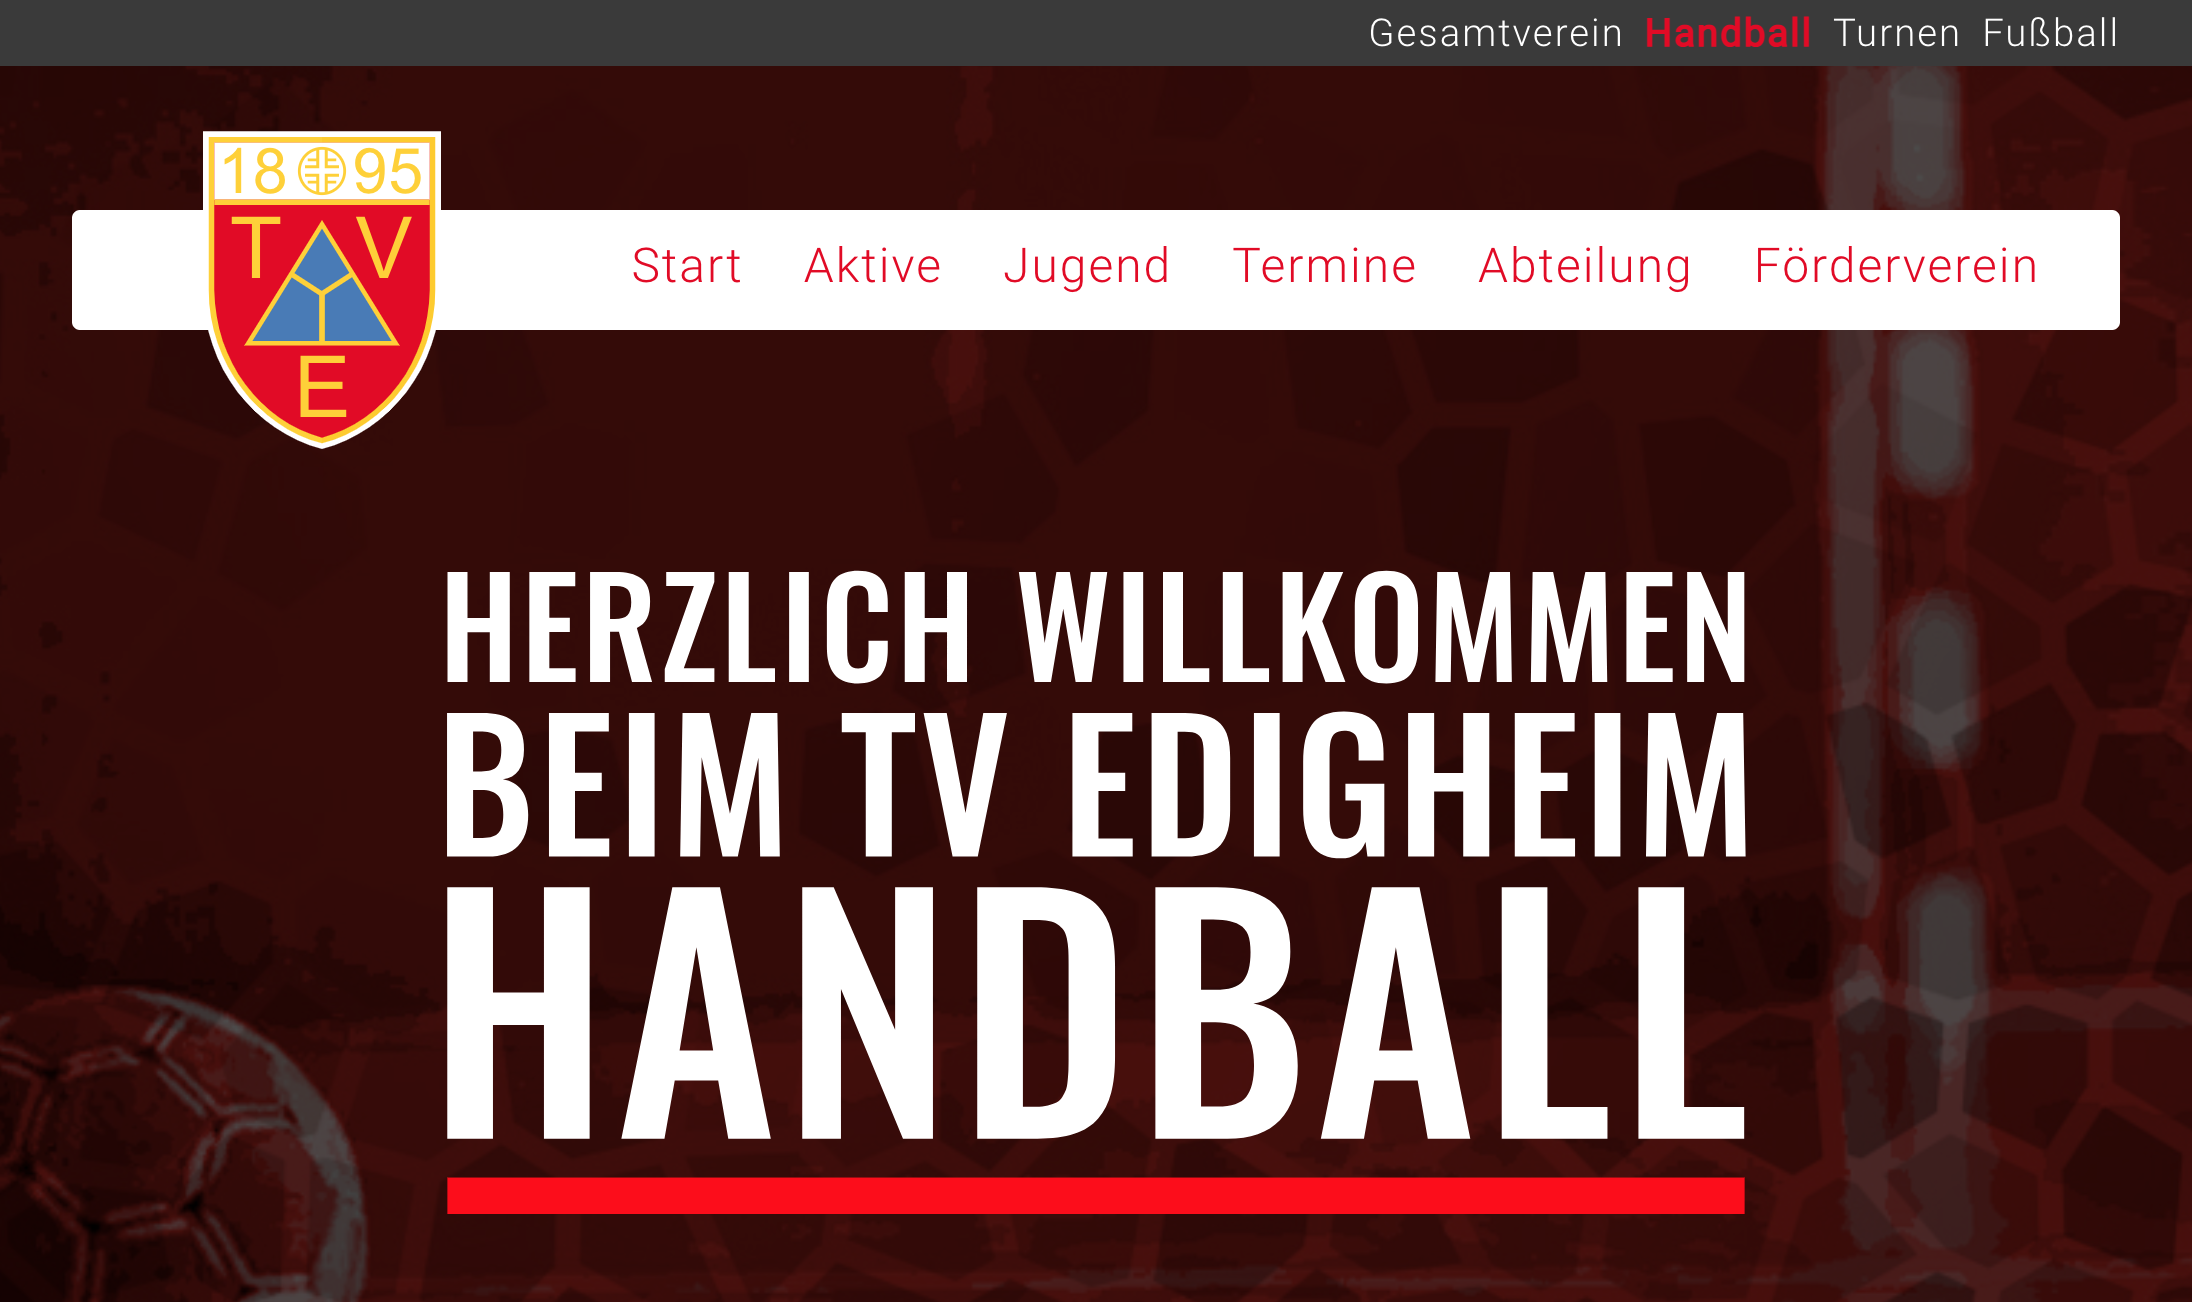 Gesamtverein Handball Turnen Fußball
18 95
T V
E
Start Aktive Jugend Termine Abteilung Förderverein
HERZLICH WILLKOMMEN
BEIM TV EDIGHEIM
HANDBALL